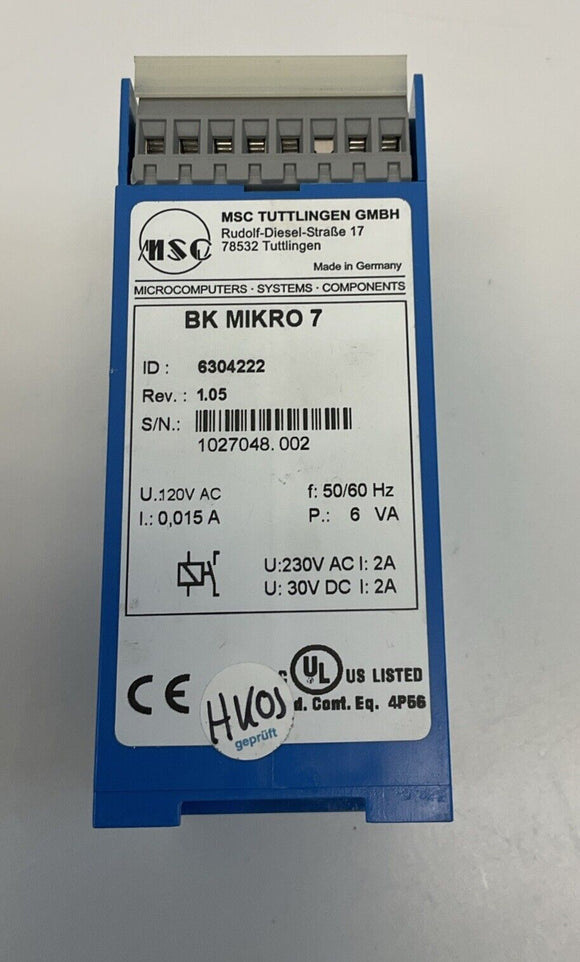 MSC
MSC TUTTLINGEN GMBH
Rudolf-Diesel-Straße 17
78532 Tuttlingen
Made in Germany
MICROCOMPUTERS · SYSTEMS · COMPONENTS
BK MIKRO 7
ID : 6304222
Rev. : 1.05
S/N.:
1027048.002
U.:120V AC f: 50/60 Hz
I.: 0,015 A P.: 6 VA
U:230V AC I: 2A
U: 30V DC I: 2A
CE
UL US LISTED
d. Cont. Eq. 4P56
HK05
geprüft